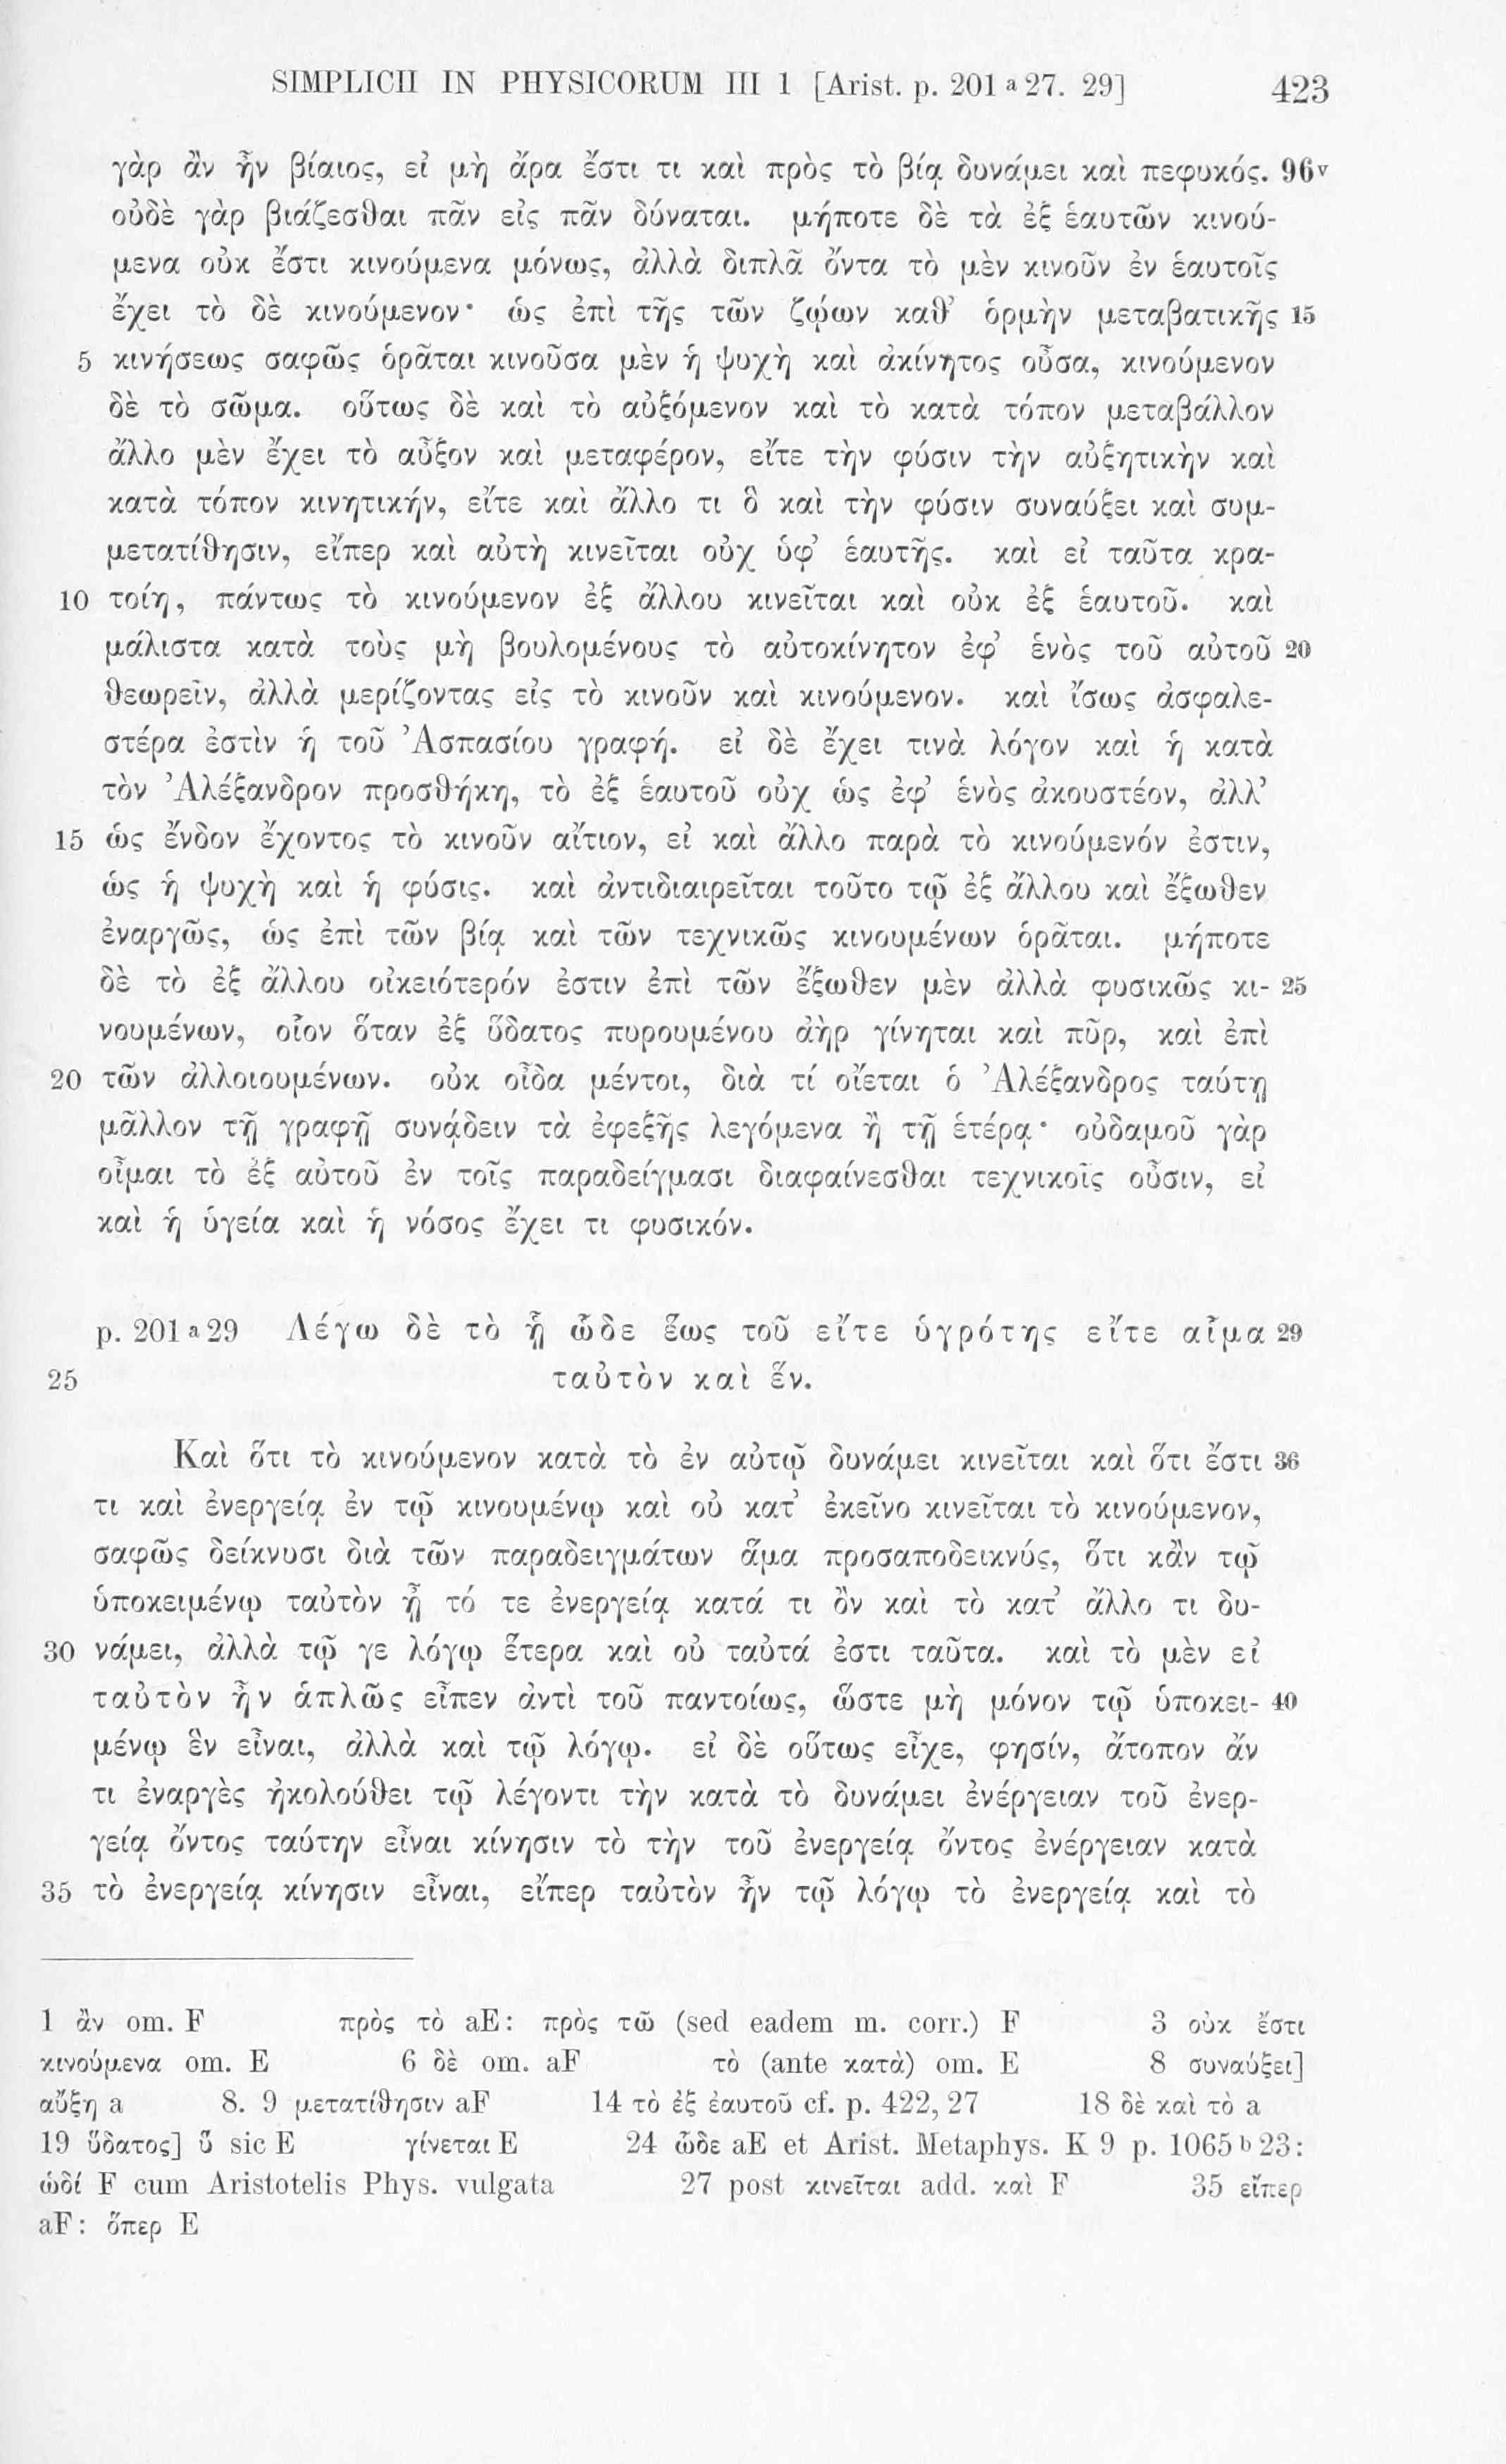 SIMPLICII IN PHYSICORUM III 1 [Arist. p. 201 a 27. 29] 423
γὰρ ἂν ἦν βίαιος, εἰ μὴ ἄρα ἔστι τι καὶ πρὸς τὸ βίᾳ δυνάμει καὶ πεφυκός. 96v
οὐδὲ γὰρ βιάζεσθαι πᾶν εἰς πᾶν δύναται. μήποτε δὲ τὰ ἐξ ἑαυτῶν κινού-
μενα οὐκ ἔστι κινούμενα μόνως, ἀλλὰ διπλᾶ ὄντα τὸ μὲν κινοῦν ἐν ἑαυτοῖς
ἔχει τὸ δὲ κινούμενον· ὡς ἐπὶ τῆς τῶν ζῴων καθ’ ὁρμὴν μεταβατικῆς 15
5 κινήσεως σαφῶς ὁρᾶται κινοῦσα μὲν ἡ ψυχὴ καὶ ἀκίνητος οὖσα, κινούμενον
δὲ τὸ σῶμα. οὕτως δὲ καὶ τὸ αὐξόμενον καὶ τὸ κατὰ τόπον μεταβάλλον
ἄλλο μὲν ἔχει τὸ αὖξον καὶ μεταφέρον, εἴτε τὴν φύσιν τὴν αὐξητικὴν καὶ
κατὰ τόπον κινητικήν, εἴτε καὶ ἄλλο τι ὃ καὶ τὴν φύσιν συναύξει καὶ συμ-
μετατίθησιν, εἴπερ καὶ αὐτὴ κινεῖται οὐχ ὑφ’ ἑαυτῆς. καὶ εἰ ταῦτα κρα-
10 τοίη, πάντως τὸ κινούμενον ἐξ ἄλλου κινεῖται καὶ οὐκ ἐξ ἑαυτοῦ. καὶ
μάλιστα κατὰ τοὺς μὴ βουλομένους τὸ αὐτοκίνητον ἐφ’ ἑνὸς τοῦ αὐτοῦ 20
θεωρεῖν, ἀλλὰ μερίζοντας εἰς τὸ κινοῦν καὶ κινούμενον. καὶ ἴσως ἀσφαλε-
στέρα ἐστὶν ἡ τοῦ Ἀσπασίου γραφή. εἰ δὲ ἔχει τινὰ λόγον καὶ ἡ κατὰ
τὸν Ἀλέξανδρον προσθήκη, τὸ ἐξ ἑαυτοῦ οὐχ ὡς ἐφ’ ἑνὸς ἀκουστέον, ἀλλ’
15 ὡς ἔνδον ἔχοντος τὸ κινοῦν αἴτιον, εἰ καὶ ἄλλο παρὰ τὸ κινούμενόν ἐστιν,
ὡς ἡ ψυχὴ καὶ ἡ φύσις. καὶ ἀντιδιαιρεῖται τοῦτο τῷ ἐξ ἄλλου καὶ ἔξωθεν
ἐναργῶς, ὡς ἐπὶ τῶν βίᾳ καὶ τῶν τεχνικῶς κινουμένων ὁρᾶται. μήποτε
δὲ τὸ ἐξ ἄλλου οἰκειότερόν ἐστιν ἐπὶ τῶν ἔξωθεν μὲν ἀλλὰ φυσικῶς κι- 25
νουμένων, οἷον ὅταν ἐξ ὕδατος πυρουμένου ἀὴρ γίνηται καὶ πῦρ, καὶ ἐπὶ
20 τῶν ἀλλοιουμένων. οὐκ οἶδα μέντοι, διὰ τί οἴεται ὁ Ἀλέξανδρος ταύτῃ
μᾶλλον τῇ γραφῇ συνᾴδειν τὰ ἐφεξῆς λεγόμενα ἢ τῇ ἑτέρᾳ· οὐδαμοῦ γὰρ
οἶμαι τὸ ἐξ αὑτοῦ ἐν τοῖς παραδείγμασι διαφαίνεσθαι τεχνικοῖς οὖσιν, εἰ
καὶ ἡ ὑγεία καὶ ἡ νόσος ἔχει τι φυσικόν.
p. 201 a 29 Λέγω δὲ τὸ ᾗ ὧδε ἕως τοῦ εἴτε ὑγρότης εἴτε αἷμα 29
25 ταὐτὸν καὶ ἕν.
Καὶ ὅτι τὸ κινούμενον κατὰ τὸ ἐν αὐτῷ δυνάμει κινεῖται καὶ ὅτι ἔστι 36
τι καὶ ἐνεργείᾳ ἐν τῷ κινουμένῳ καὶ οὐ κατ’ ἐκεῖνο κινεῖται τὸ κινούμενον,
σαφῶς δείκνυσι διὰ τῶν παραδειγμάτων ἅμα προσαποδεικνύς, ὅτι κἂν τῷ
ὑποκειμένῳ ταὐτὸν ᾖ τό τε ἐνεργείᾳ κατά τι ὂν καὶ τὸ κατ’ ἄλλο τι δυ-
30 νάμει, ἀλλὰ τῷ γε λόγῳ ἕτερα καὶ οὐ ταὐτά ἐστι ταῦτα. καὶ τὸ μὲν εἰ
ταὐτὸν ἦν ἁπλῶς εἶπεν ἀντὶ τοῦ παντοίως, ὥστε μὴ μόνον τῷ ὑποκει- 40
μένῳ ἓν εἶναι, ἀλλὰ καὶ τῷ λόγῳ. εἰ δὲ οὕτως εἶχε, φησίν, ἄτοπον ἄν
τι ἐναργὲς ἠκολούθει τῷ λέγοντι τὴν κατὰ τὸ δυνάμει ἐνέργειαν τοῦ ἐνερ-
γείᾳ ὄντος ταύτην εἶναι κίνησιν τὸ τὴν τοῦ ἐνεργείᾳ ὄντος ἐνέργειαν κατὰ
35 τὸ ἐνεργείᾳ κίνησιν εἶναι, εἴπερ ταὐτὸν ἦν τῷ λόγῳ τὸ ἐνεργείᾳ καὶ τὸ
1 ἂν om. F πρὸς τὸ aE: πρὸς τῶ (sed eadem m. corr.) F 3 οὐκ ἔστι
κινούμενα om. E 6 δὲ om. aF τὸ (ante κατὰ) om. E 8 συναύξει]
αὔξη a 8. 9 μετατίθησιν aF 14 τὸ ἐξ ἑαυτοῦ cf. p. 422, 27 18 δὲ καὶ τὸ a
19 ὕδατος] ὕ sic E γίνεται E 24 ὧδε aE et Arist. Metaphys. K 9 p. 1065 b 23:
ὡδί F cum Aristotelis Phys. vulgata 27 post κινεῖται add. καὶ F 35 εἴπερ
aF: ὅπερ E